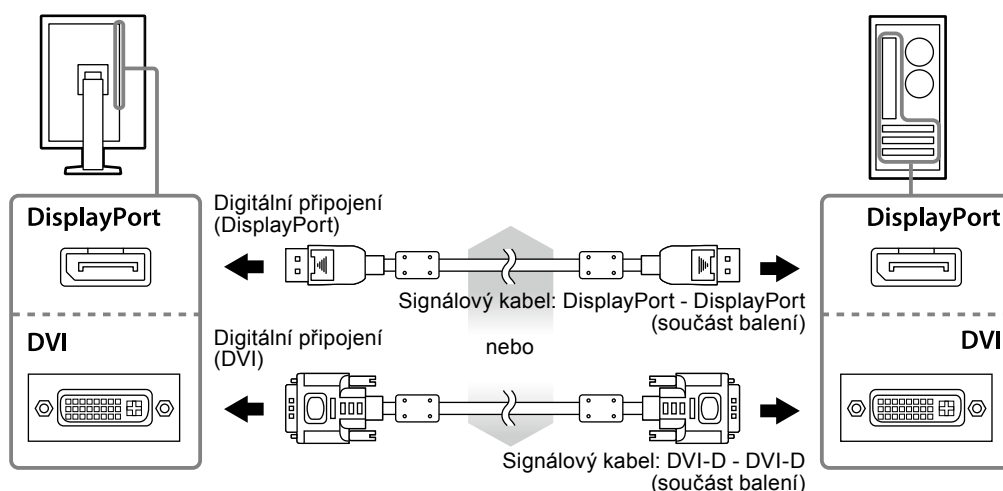 DisplayPort
Digitální připojení
(DisplayPort)
DisplayPort
Signálový kabel: DisplayPort - DisplayPort
(součást balení)
DVI
Digitální připojení
(DVI)
nebo
DVI
Signálový kabel: DVI-D - DVI-D
(součást balení)